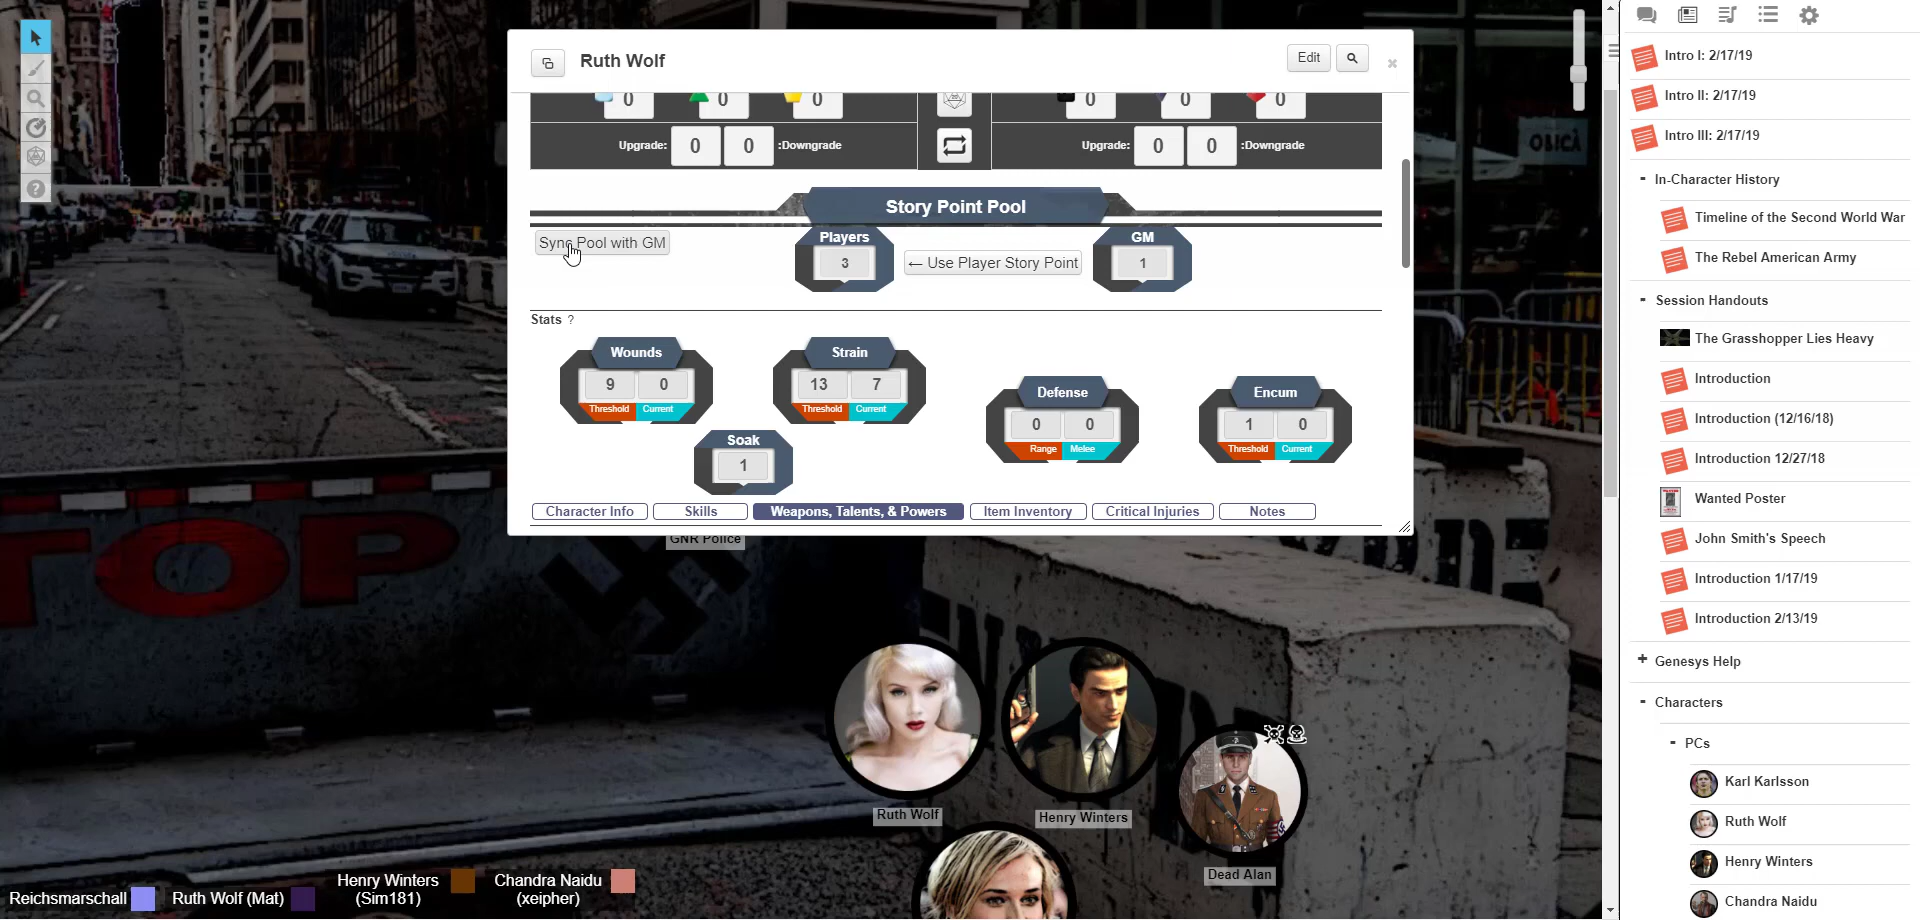 Ruth Wolf
Edit
0 0 0
0 0 0
Upgrade: 0 0 :Downgrade
Upgrade: 0 0 :Downgrade
Story Point Pool
Sync Pool with GM
Players
3
← Use Player Story Point
GM
1
Stats ?
Wounds
9 0
Threshold Current
Strain
13 7
Threshold Current
Defense
0 0
Range Melee
Encum
1 0
Threshold Current
Soak
1
Character Info
Skills
Weapons, Talents, & Powers
Item Inventory
Critical Injuries
Notes
GNR Police
TOP
OBICÀ
Ruth Wolf
Henry Winters
Dead Alan
Reichsmarschall
Ruth Wolf (Mat)
Henry Winters
(Sim181)
Chandra Naidu
(xeipher)
Intro I: 2/17/19
Intro II: 2/17/19
Intro III: 2/17/19
- In-Character History
Timeline of the Second World War
The Rebel American Army
- Session Handouts
The Grasshopper Lies Heavy
Introduction
Introduction (12/16/18)
Introduction 12/27/18
Wanted Poster
John Smith's Speech
Introduction 1/17/19
Introduction 2/13/19
+ Genesys Help
- Characters
- PCs
Karl Karlsson
Ruth Wolf
Henry Winters
Chandra Naidu